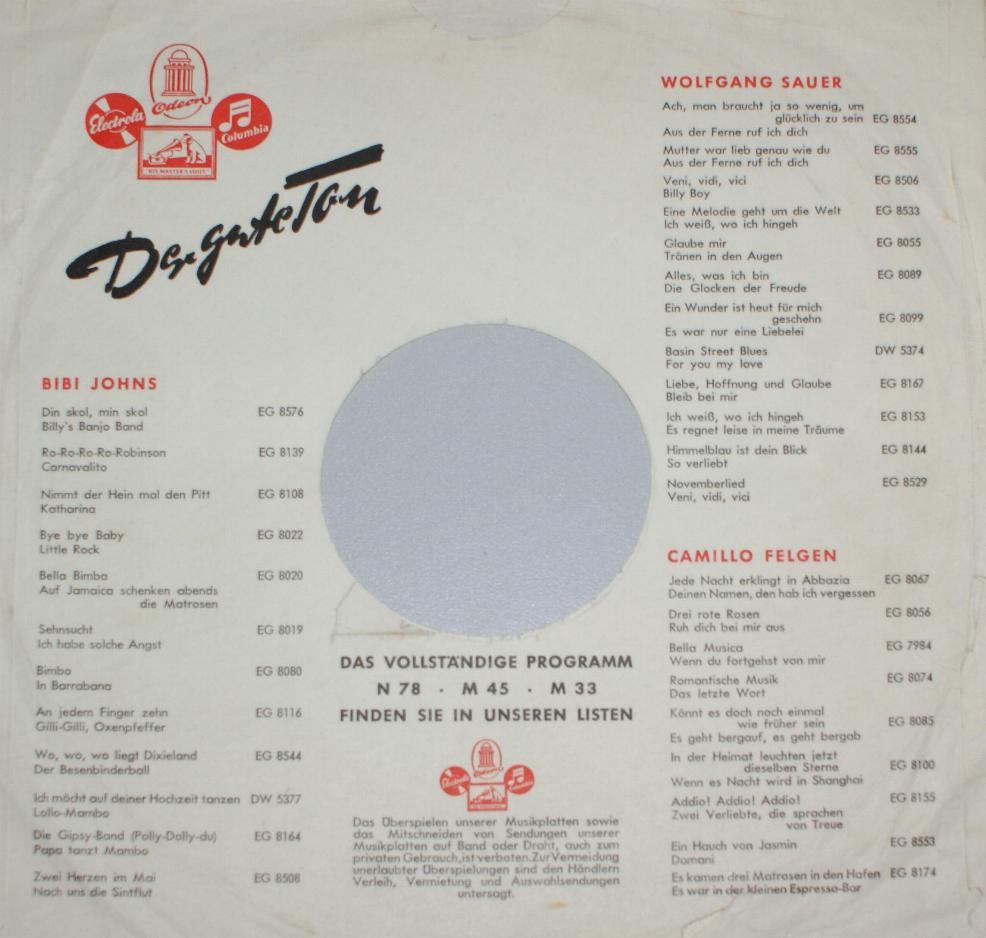 Electrola
Odeon
Columbia
HIS MASTER'S VOICE
Der gute Ton
BIBI JOHNS
Din skol, min skol EG 8576
Billy's Banjo Band
Ro-Ro-Ro-Ro-Robinson EG 8139
Carnavalito
Nimmt der Hein mal den Pitt EG 8108
Katharina
Bye bye Baby EG 8022
Little Rock
Bella Bimba EG 8020
Auf Jamaica schenken abends
die Matrosen
Sehnsucht EG 8019
Ich habe solche Angst
Bimbo EG 8080
In Barrabana
An jedem Finger zehn EG 8116
Gilli-Gilli, Oxenpfeffer
Wo, wo, wo liegt Dixieland EG 8544
Der Besenbinderball
Ich möcht auf deiner Hochzeit tanzen DW 5377
Lollo-Mambo
Die Gipsy-Band (Polly-Dolly-du) EG 8164
Papa tanzt Mambo
Zwei Herzen im Mai EG 8508
Nach uns die Sintflut
DAS VOLLSTÄNDIGE PROGRAMM
N 78 · M 45 · M 33
FINDEN SIE IN UNSEREN LISTEN
Electrola
Odeon
Columbia
Das Überspielen unserer Musikplatten sowie
das Mitschneiden von Sendungen unserer
Musikplatten auf Band oder Draht, auch zum
privaten Gebrauch, ist verboten. Zur Vermeidung
unerlaubter Überspielungen sind den Händlern
Verleih, Vermietung und Auswahlsendungen
untersagt.
WOLFGANG SAUER
Ach, man braucht ja so wenig, um
glücklich zu sein EG 8554
Aus der Ferne ruf ich dich
Mutter war lieb genau wie du EG 8555
Aus der Ferne ruf ich dich
Veni, vidi, vici EG 8506
Billy Boy
Eine Melodie geht um die Welt EG 8533
Ich weiß, wo ich hingeh
Glaube mir EG 8055
Tränen in den Augen
Alles, was ich bin EG 8089
Die Glocken der Freude
Ein Wunder ist heut für mich
geschehn EG 8099
Es war nur eine Liebelei
Basin Street Blues DW 5374
For you my love
Liebe, Hoffnung und Glaube EG 8167
Bleib bei mir
Ich weiß, wo ich hingeh EG 8153
Es regnet leise in meine Träume
Himmelblau ist dein Blick EG 8144
So verliebt
Novemberlied EG 8529
Veni, vidi, vici
CAMILLO FELGEN
Jede Nacht erklingt in Abbazia EG 8067
Deinen Namen, den hab ich vergessen
Drei rote Rosen EG 8056
Ruh dich bei mir aus
Bella Musica EG 7984
Wenn du fortgehst von mir
Romantische Musik EG 8074
Das letzte Wort
Könnt es doch noch einmal
wie früher sein EG 8085
Es geht bergauf, es geht bergab
In der Heimat leuchten jetzt
dieselben Sterne EG 8100
Wenn es Nacht wird in Shanghai
Addio! Addio! Addio! EG 8155
Zwei Verliebte, die sprachen
von Treue
Ein Hauch von Jasmin EG 8553
Domani
Es kamen drei Matrosen in den Hafen EG 8174
Es war in der kleinen Espresso-Bar